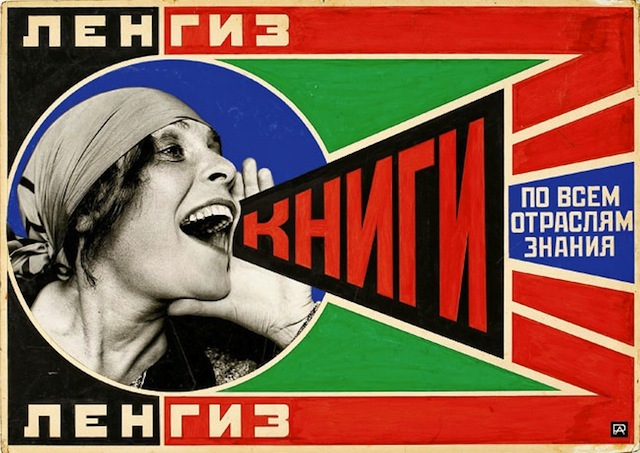 ЛЕНГИЗ
КНИГИ
ПО ВСЕМ
ОТРАСЛЯМ
ЗНАНИЯ
ЛЕНГИЗ